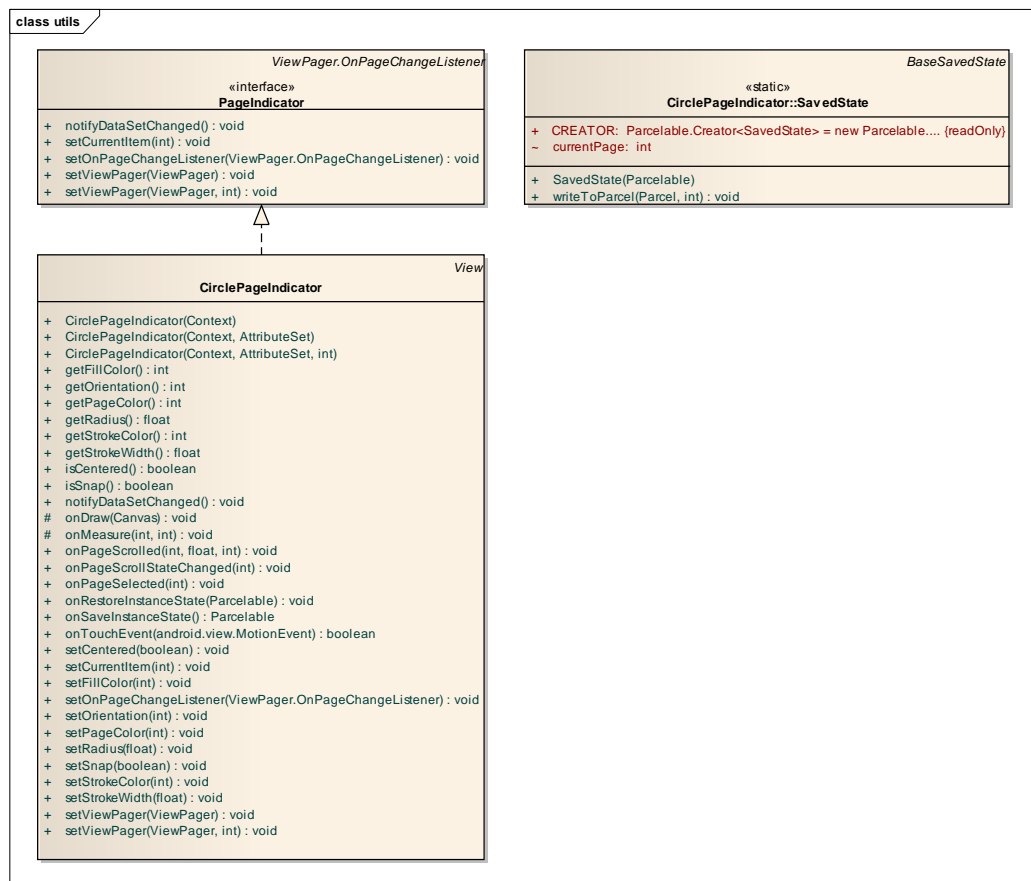 class utils
ViewPager.OnPageChangeListener
«interface»
PageIndicator
+ notifyDataSetChanged() : void
+ setCurrentItem(int) : void
+ setOnPageChangeListener(ViewPager.OnPageChangeListener) : void
+ setViewPager(ViewPager) : void
+ setViewPager(ViewPager, int) : void
BaseSavedState
«static»
CirclePageIndicator::SavedState
+ CREATOR: Parcelable.Creator<SavedState> = new Parcelable.... {readOnly}
~ currentPage: int
+ SavedState(Parcelable)
+ writeToParcel(Parcel, int) : void
View
CirclePageIndicator
+ CirclePageIndicator(Context)
+ CirclePageIndicator(Context, AttributeSet)
+ CirclePageIndicator(Context, AttributeSet, int)
+ getFillColor() : int
+ getOrientation() : int
+ getPageColor() : int
+ getRadius() : float
+ getStrokeColor() : int
+ getStrokeWidth() : float
+ isCentered() : boolean
+ isSnap() : boolean
+ notifyDataSetChanged() : void
# onDraw(Canvas) : void
# onMeasure(int, int) : void
+ onPageScrolled(int, float, int) : void
+ onPageScrollStateChanged(int) : void
+ onPageSelected(int) : void
+ onRestoreInstanceState(Parcelable) : void
+ onSaveInstanceState() : Parcelable
+ onTouchEvent(android.view.MotionEvent) : boolean
+ setCentered(boolean) : void
+ setCurrentItem(int) : void
+ setFillColor(int) : void
+ setOnPageChangeListener(ViewPager.OnPageChangeListener) : void
+ setOrientation(int) : void
+ setPageColor(int) : void
+ setRadius(float) : void
+ setSnap(boolean) : void
+ setStrokeColor(int) : void
+ setStrokeWidth(float) : void
+ setViewPager(ViewPager) : void
+ setViewPager(ViewPager, int) : void